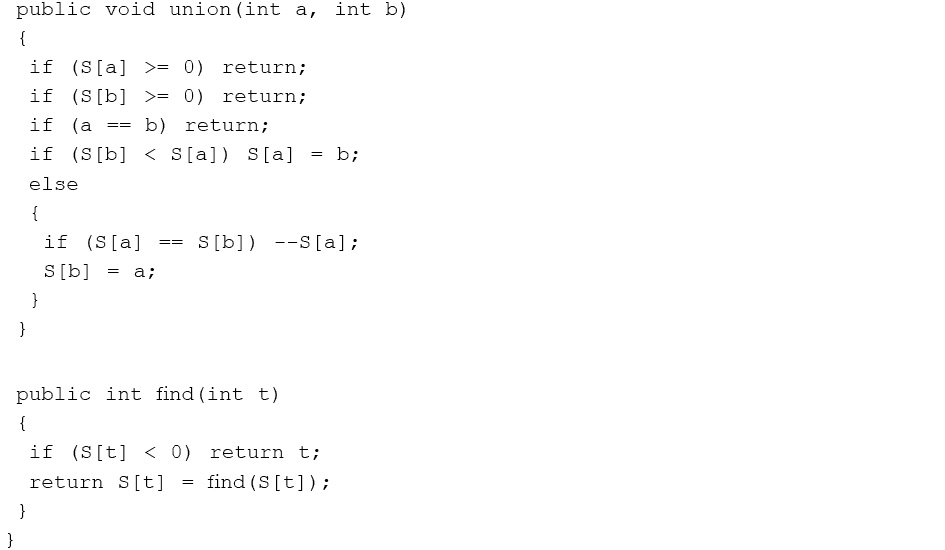 public void union(int a, int b)
{
if (S[a] >= 0) return;
if (S[b] >= 0) return;
if (a == b) return;
if (S[b] < S[a]) S[a] = b;
else
{
if (S[a] == S[b]) --S[a];
S[b] = a;
}
}
public int find(int t)
{
if (S[t] < 0) return t;
return S[t] = find(S[t]);
}
}